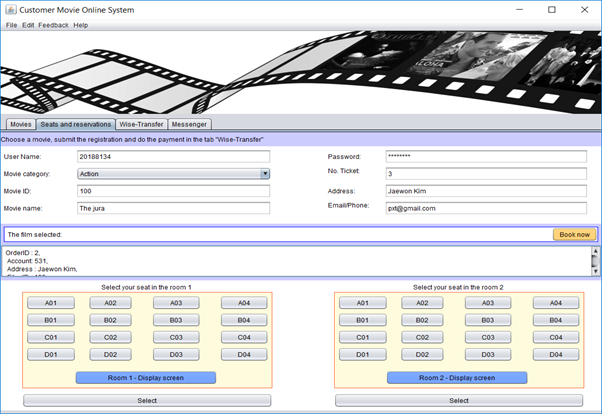 Customer Movie Online System
File Edit Feedback Help
ALOHA
Movies Seats and reservations Wise-Transfer Messenger
Choose a movie, submit the registration and do the payment in the tab "Wise-Transfer"
User Name: 20188134 Password: ********
Movie category: Action No. Ticket: 3
Movie ID: 100 Address: Jaewon Kim
Movie name: The jura Email/Phone: pxt@gmail.com
The film selected: Book now
OrderID : 2,
Account: 531,
Address : Jaewon Kim,
Select your seat in the room 1 Select your seat in the room 2
A01 A02 A03 A04 A01 A02 A03 A04
B01 B02 B03 B04 B01 B02 B03 B04
C01 C02 C03 C04 C01 C02 C03 C04
D01 D02 D03 D04 D01 D02 D03 D04
Room 1 - Display screen Room 2 - Display screen
Select Select